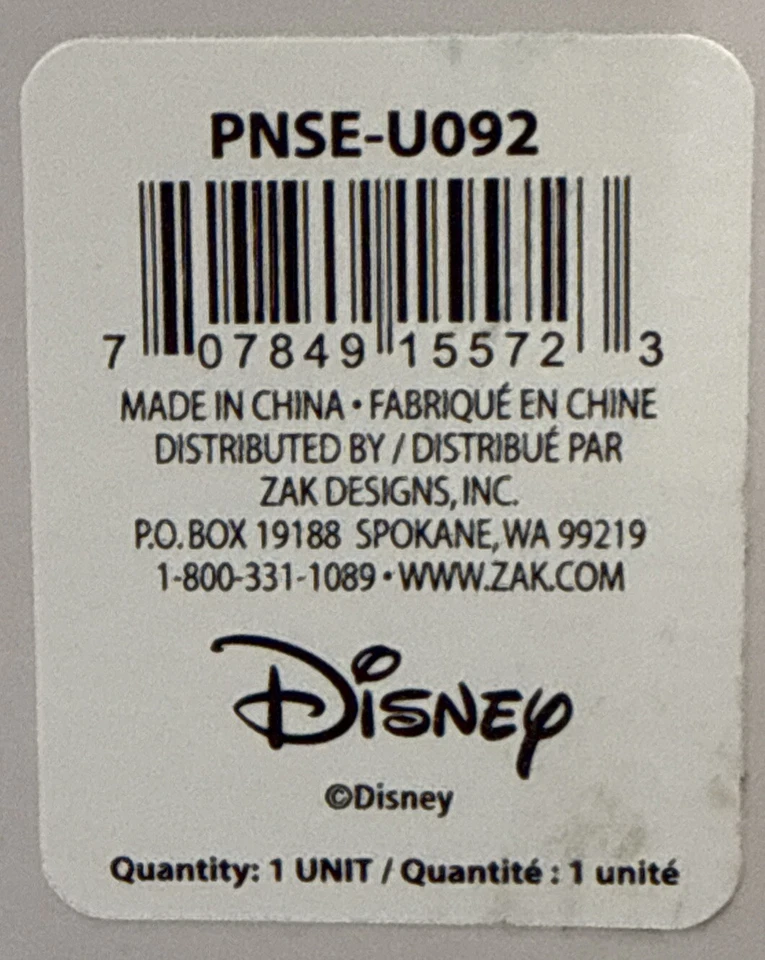 PNSE-U092
7 07849 15572 3
MADE IN CHINA • FABRIQUÉ EN CHINE
DISTRIBUTED BY / DISTRIBUÉ PAR
ZAK DESIGNS, INC.
P.O. BOX 19188 SPOKANE, WA 99219
1-800-331-1089 • WWW.ZAK.COM
Disney
©Disney
Quantity: 1 UNIT / Quantité : 1 unité